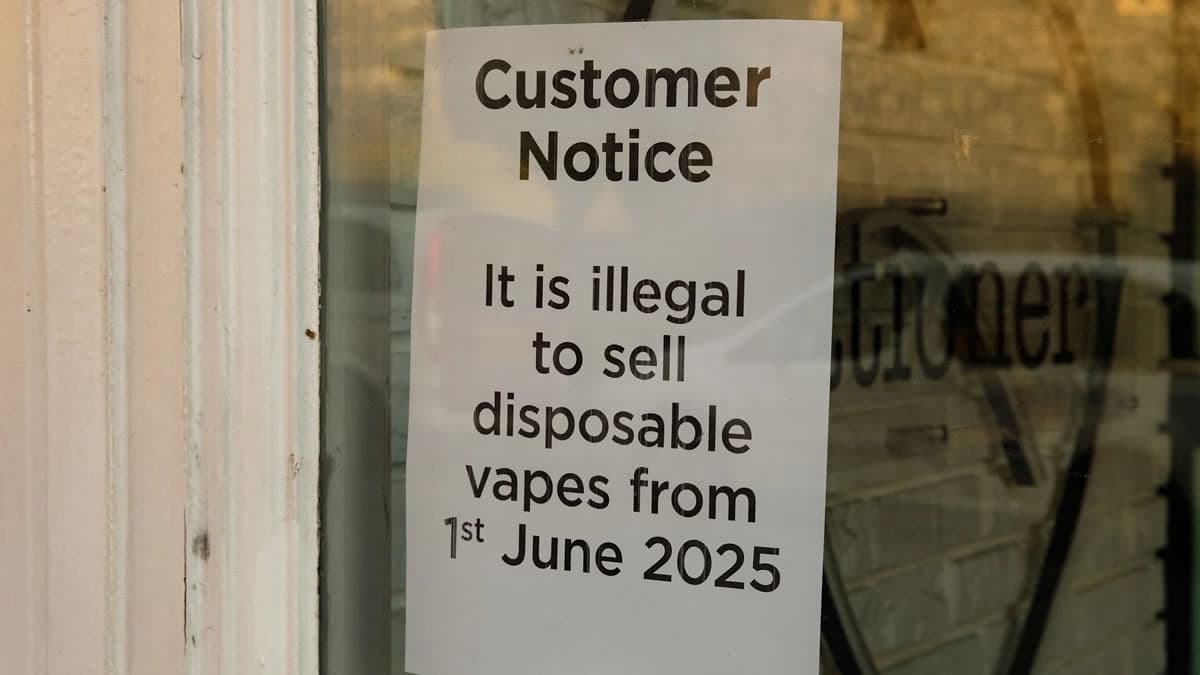 Customer
Notice
It is illegal
to sell
disposable
vapes from
1st June 2025